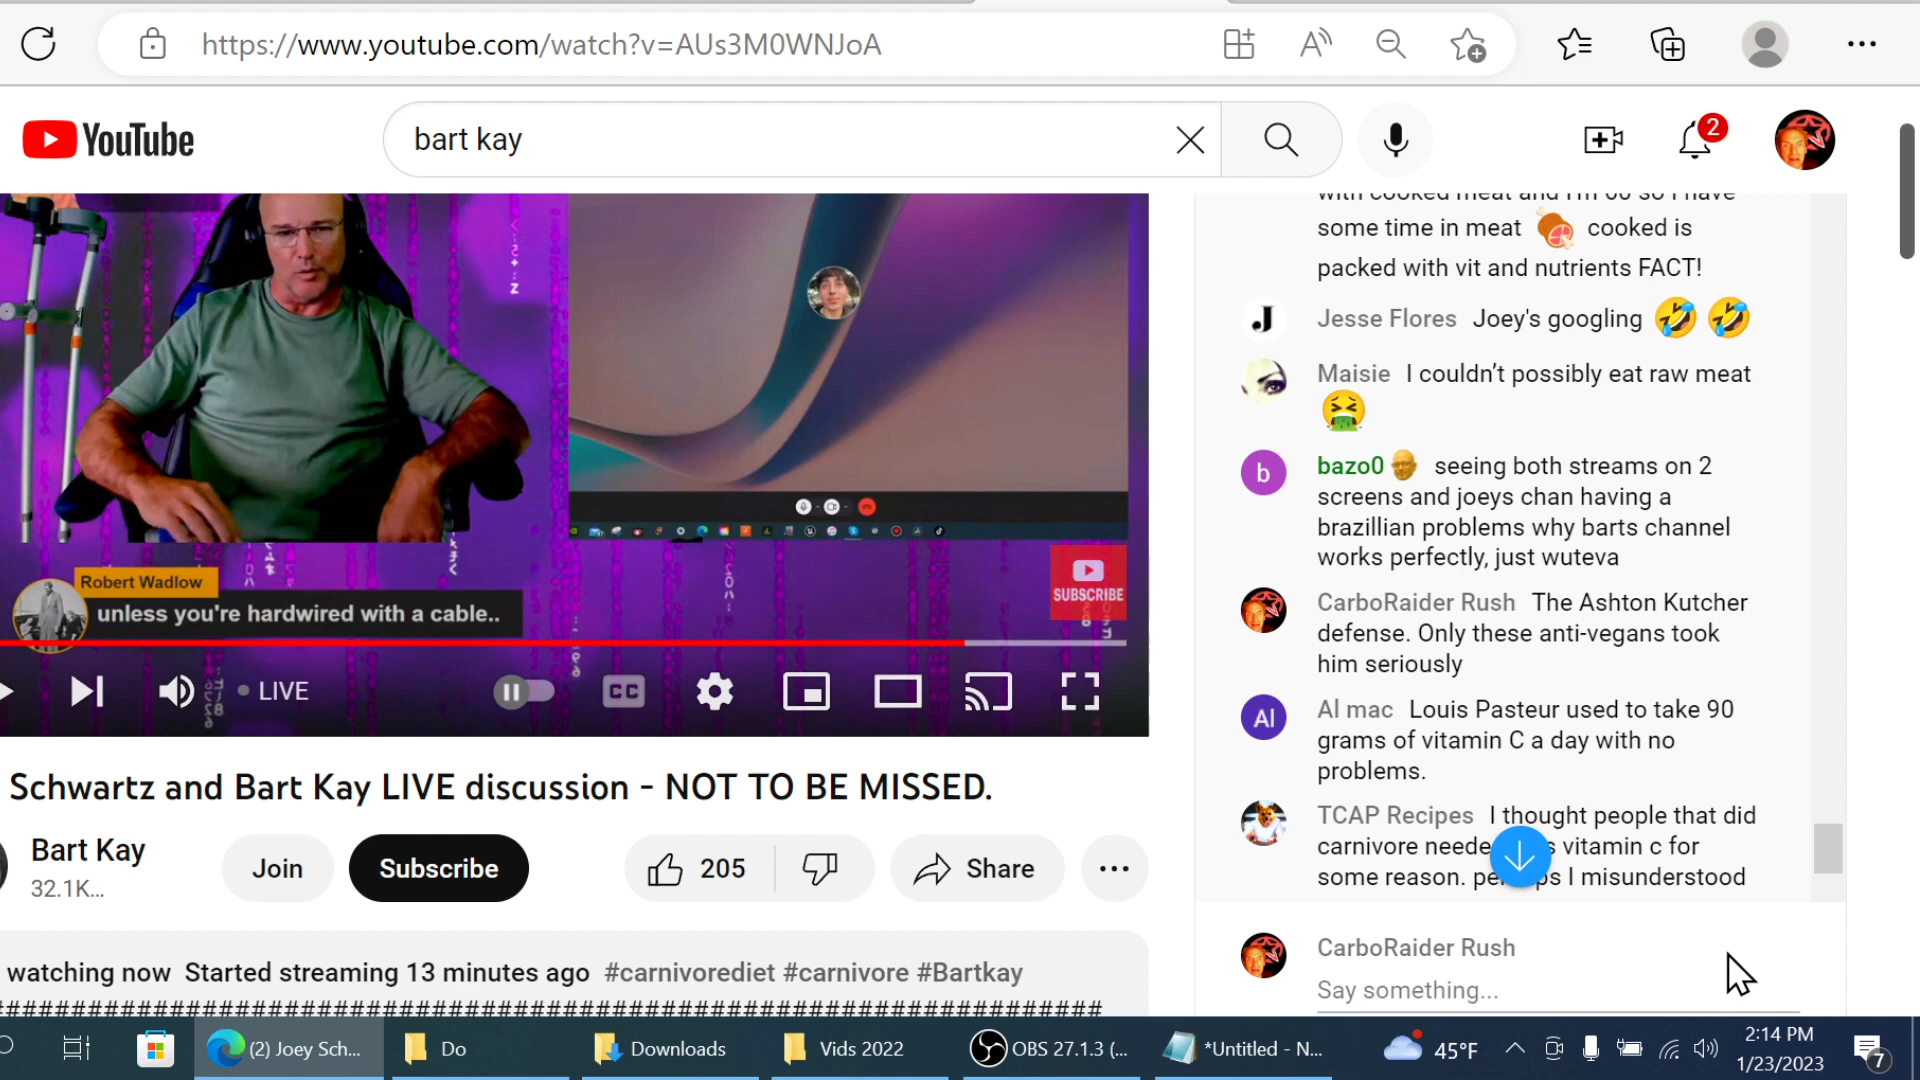 https://www.youtube.com/watch?v=AUs3M0WNJoA
YouTube
bart kay
2
with cooked meat and I'm 60 so I have
some time in meat 🍖 cooked is
packed with vit and nutrients FACT!
Jesse Flores Joey's googling 🤣 🤣
Maisie I couldn't possibly eat raw meat
🤮
b
bazo0 seeing both streams on 2
screens and joeys chan having a
brazillian problems why barts channel
works perfectly, just wuteva
CarboRaider Rush The Ashton Kutcher
defense. Only these anti-vegans took
him seriously
Al
Al mac Louis Pasteur used to take 90
grams of vitamin C a day with no
problems.
TCAP Recipes I thought people that did
carnivore neede s vitamin c for
some reason. pe ps I misunderstood
CarboRaider Rush
Say something...
Robert Wadlow
unless you're hardwired with a cable..
SUBSCRIBE
LIVE
CC
Schwartz and Bart Kay LIVE discussion - NOT TO BE MISSED.
Bart Kay
32.1K...
Join
Subscribe
205
Share
watching now Started streaming 13 minutes ago #carnivorediet #carnivore #Bartkay
(2) Joey Sch...
Do
Downloads
Vids 2022
OBS 27.1.3 (...
*Untitled - N...
45°F
2:14 PM
1/23/2023
7